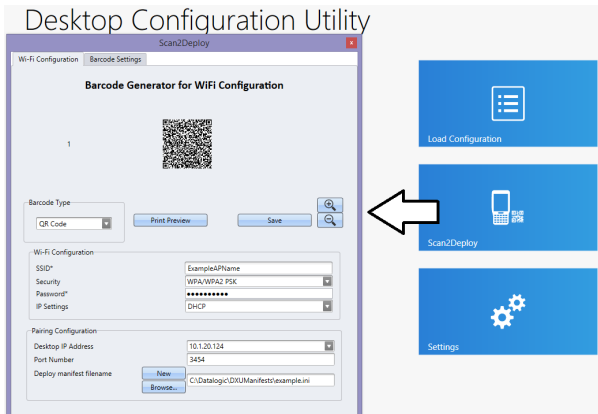 Desktop Configuration Utility
Scan2Deploy
x
Wi-Fi Configuration
Barcode Settings
Barcode Generator for WiFi Configuration
1
Barcode Type
QR Code
Print Preview
Save
Wi-Fi Configuration
SSID* ExampleAPName
Security WPA/WPA2 PSK
Password* ••••••••••
IP Settings DHCP
Pairing Configuration
Desktop IP Address 10.1.20.124
Port Number 3454
Deploy manifest filename New
Browse... C:\Datalogic\DXUManifests\example.ini
Load Configuration
Scan2Deploy
Settings